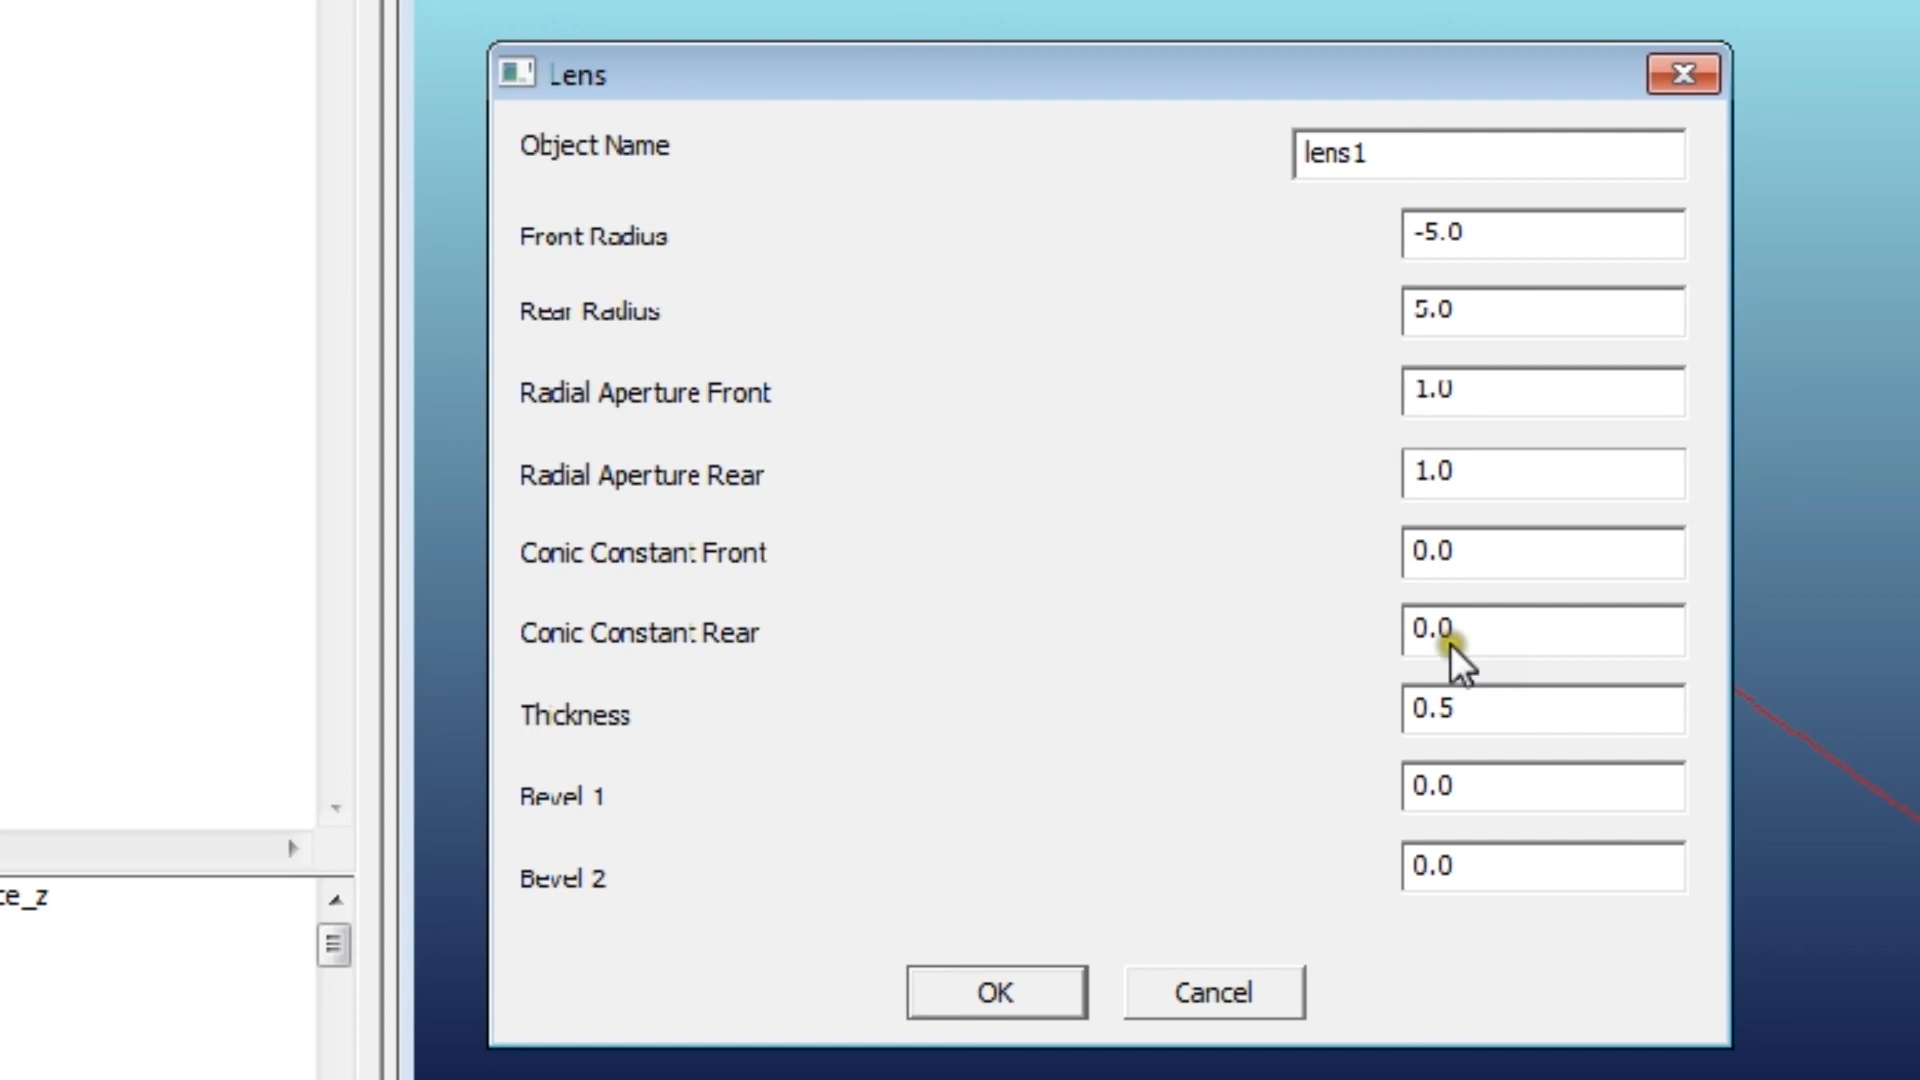 Lens
Object Name
lens1
Front Radius
-5.0
Rear Radius
5.0
Radial Aperture Front
1.0
Radial Aperture Rear
1.0
Conic Constant Front
0.0
Conic Constant Rear
0.0
Thickness
0.5
Bevel 1
0.0
Bevel 2
0.0
ce_z
OK
Cancel